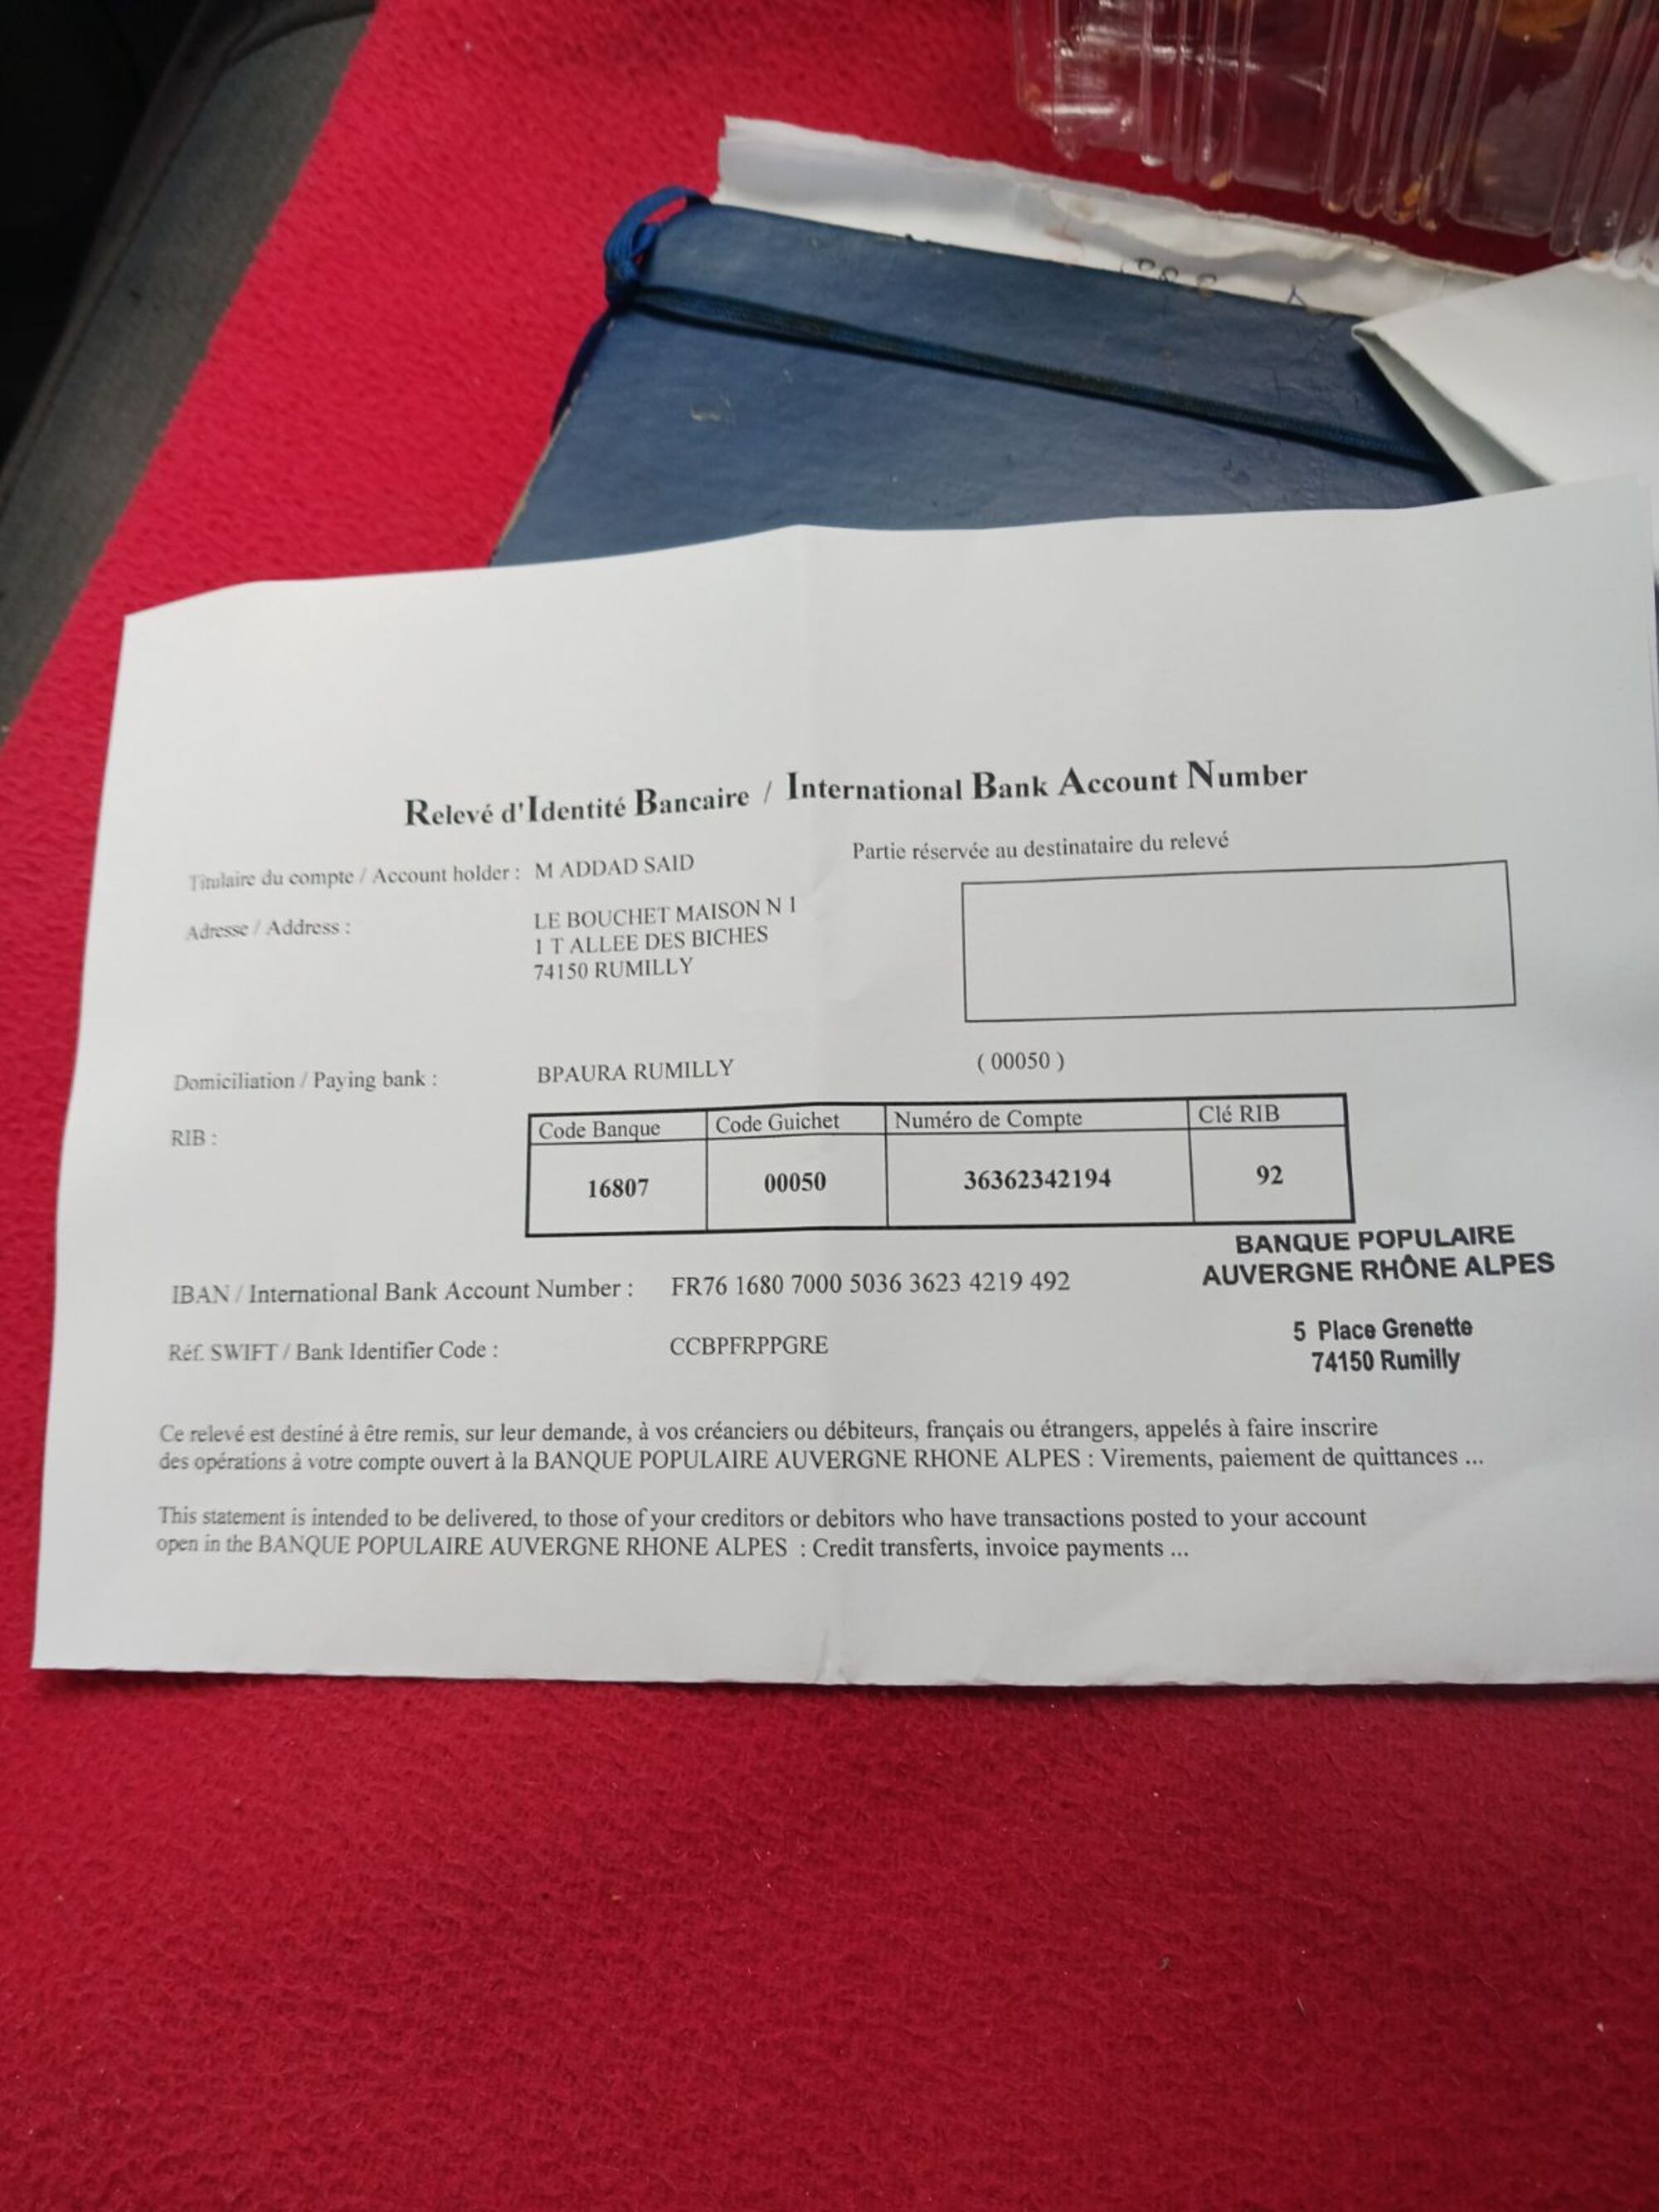 Relevé d'Identité Bancaire / International Bank Account Number
Titulaire du compte / Account holder : M ADDAD SAID
Partie réservée au destinataire du relevé
Adresse / Address :
LE BOUCHET MAISON N 1
1 T ALLEE DES BICHES
74150 RUMILLY
Domiciliation / Paying bank : BPAURA RUMILLY ( 00050 )
RIB :
Code Banque Code Guichet Numéro de Compte Clé RIB
16807 00050 36362342194 92
BANQUE POPULAIRE
AUVERGNE RHÔNE ALPES
IBAN / International Bank Account Number : FR76 1680 7000 5036 3623 4219 492
5 Place Grenette
74150 Rumilly
Réf. SWIFT / Bank Identifier Code : CCBPFRPPGRE
Ce relevé est destiné à être remis, sur leur demande, à vos créanciers ou débiteurs, français ou étrangers, appelés à faire inscrire
des opérations à votre compte ouvert à la BANQUE POPULAIRE AUVERGNE RHONE ALPES : Virements, paiement de quittances ...
This statement is intended to be delivered, to those of your creditors or debitors who have transactions posted to your account
open in the BANQUE POPULAIRE AUVERGNE RHONE ALPES : Credit transferts, invoice payments ...